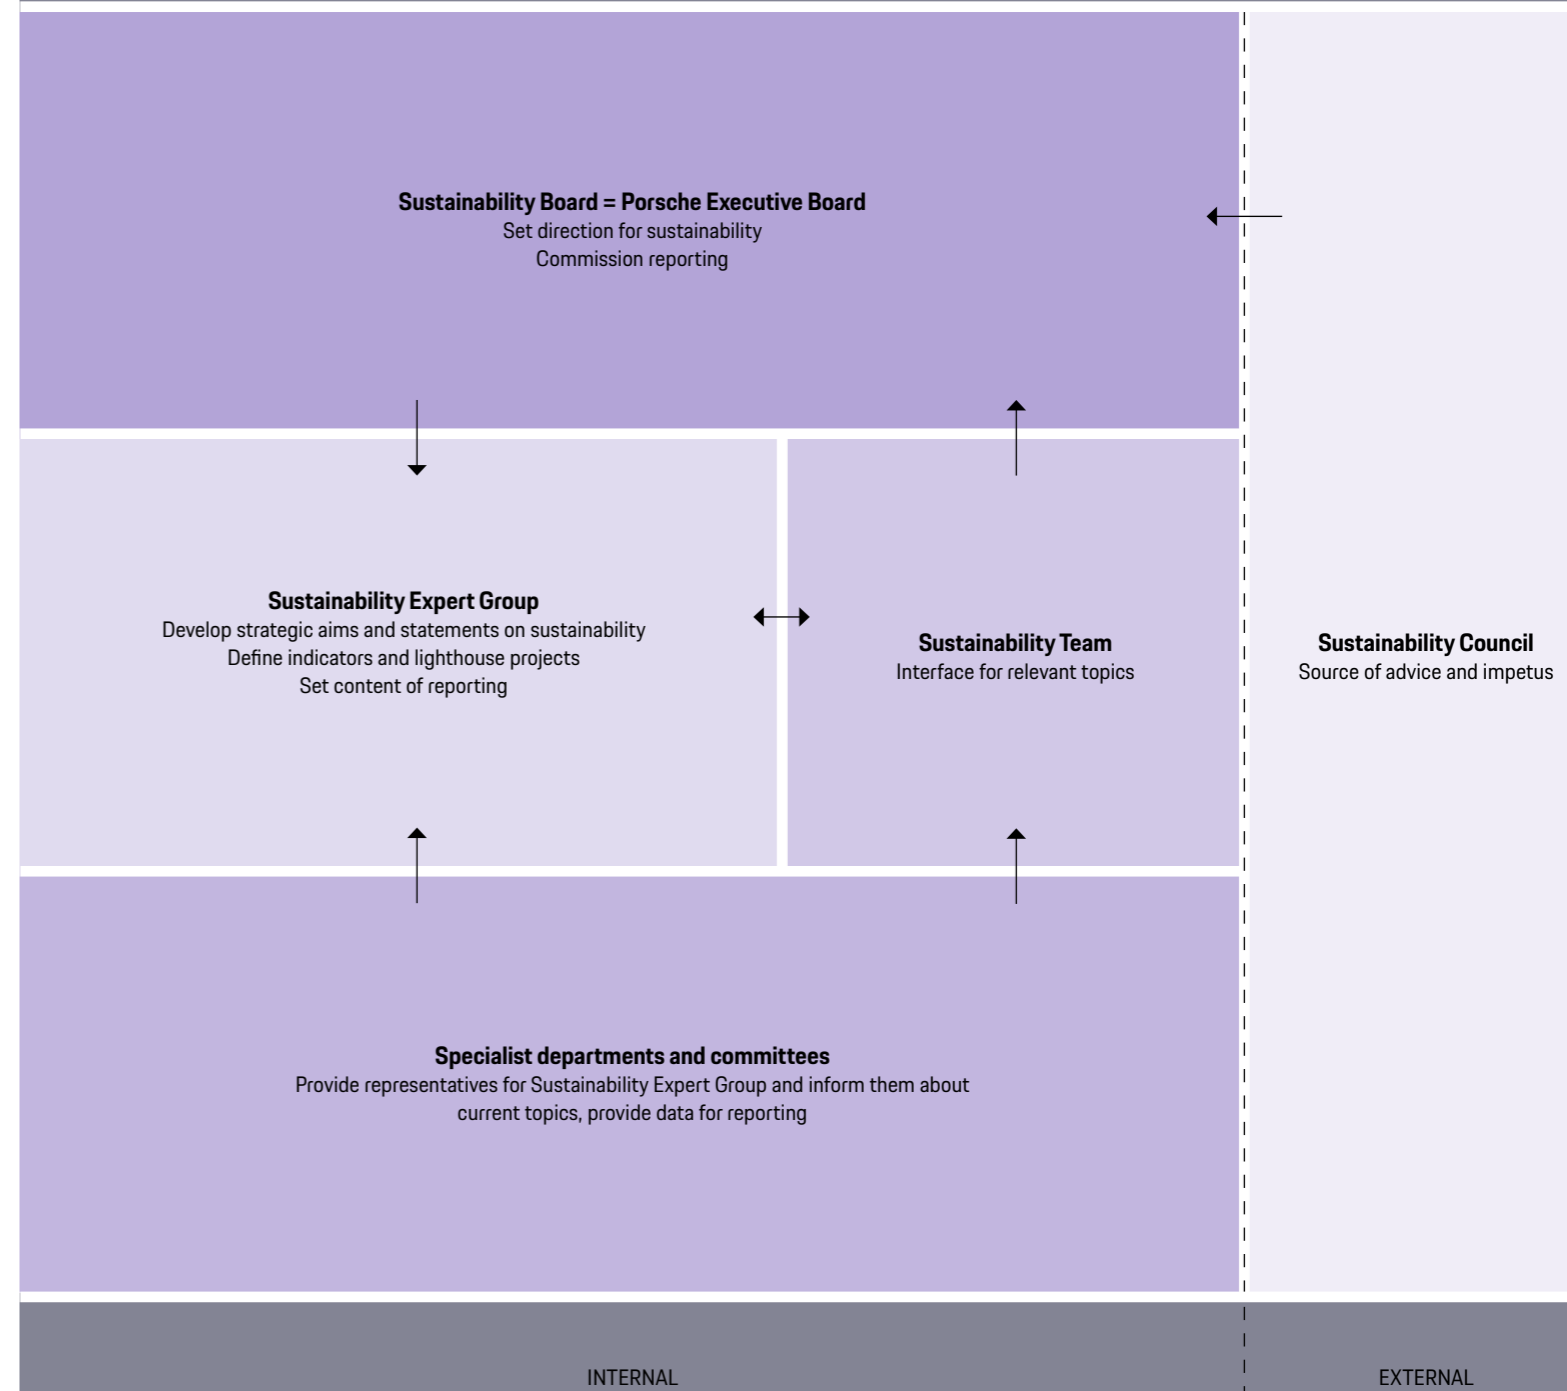 Sustainability Board = Porsche Executive Board
Set direction for sustainability
Commission reporting
Sustainability Expert Group
Develop strategic aims and statements on sustainability
Define indicators and lighthouse projects
Set content of reporting
Sustainability Team
Interface for relevant topics
Sustainability Council
Source of advice and impetus
Specialist departments and committees
Provide representatives for Sustainability Expert Group and inform them about
current topics, provide data for reporting
INTERNAL
EXTERNAL